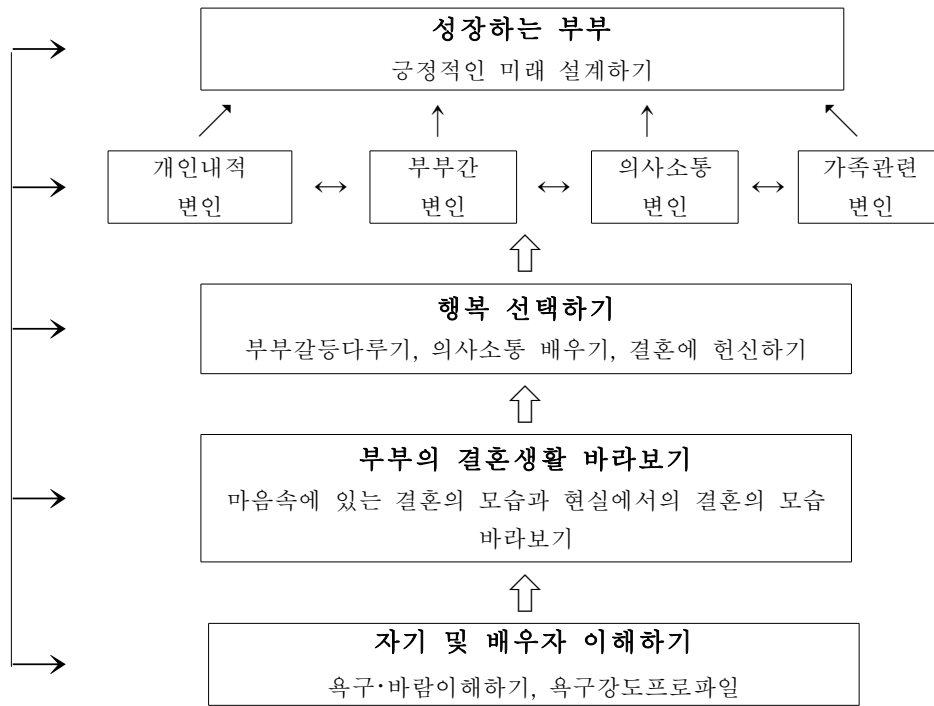 성장하는 부부
긍정적인 미래 설계하기
개인내적 부부간 의사소통 가족관련
변인 변인 변인 변인
행복 선택하기
부부갈등다루기, 의사소통 배우기, 결혼에 헌신하기
부부의 결혼생활 바라보기
마음속에 있는 결혼의 모습과 현실에서의 결혼의 모습
바라보기
자기 및 배우자 이해하기
욕구·바람이해하기, 욕구강도프로파일